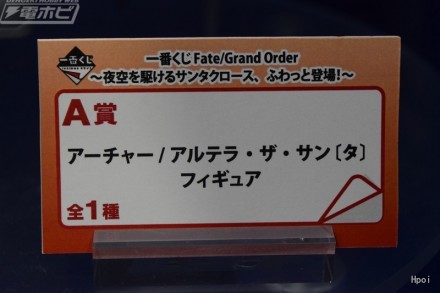 DENGEKI HOBBY WEB
電ホビ
一番くじ
一番くじ Fate/Grand Order
～夜空を駆けるサンタクロース、ふわっと登場！～
A賞
アーチャー/アルテラ・ザ・サン〔タ〕
フィギュア
全1種
Hpoi